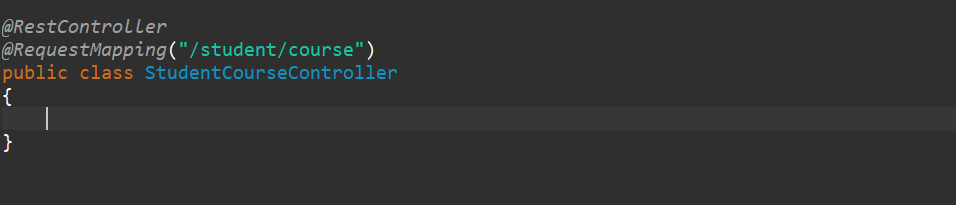 @RestController
@RequestMapping("/student/course")
public class StudentCourseController
{
}